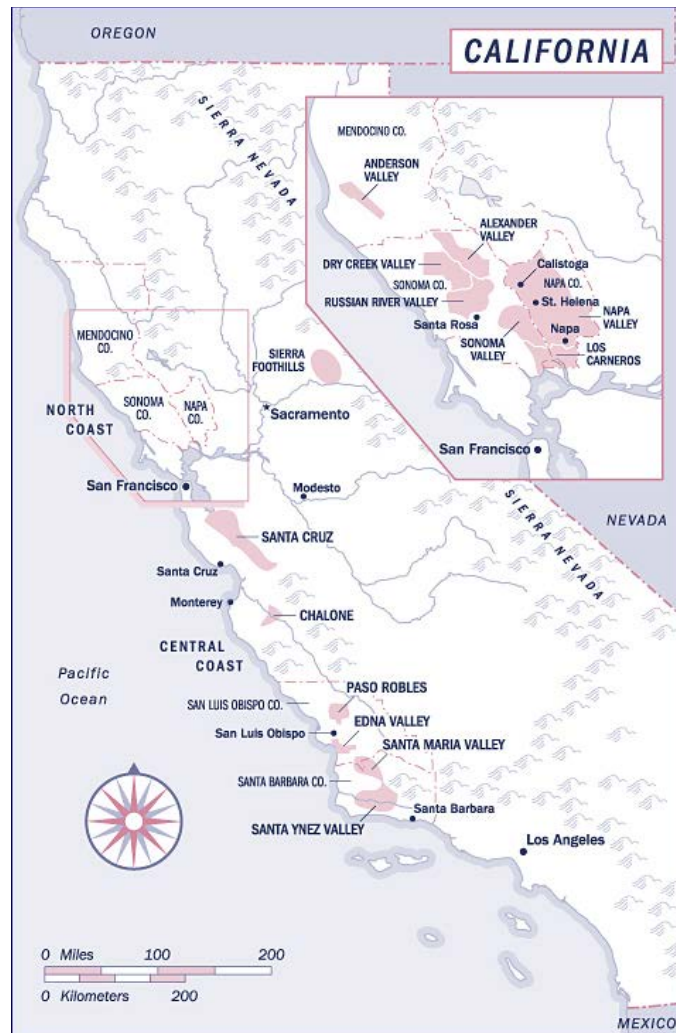 OREGON
CALIFORNIA
SIERRA NEVADA
MENDOCINO CO.
ANDERSON
VALLEY
ALEXANDER
VALLEY
DRY CREEK VALLEY
Calistoga
SONOMA CO.
NAPA CO.
RUSSIAN RIVER VALLEY
St. Helena
NAPA
VALLEY
Santa Rosa
Napa
SONOMA
VALLEY
LOS
CARNEROS
San Francisco
MENDOCINO
CO.
SIERRA
FOOTHILLS
SONOMA
CO.
NAPA
CO.
NORTH
COAST
Sacramento
San Francisco
Modesto
SIERRA NEVADA
NEVADA
SANTA CRUZ
Santa Cruz
Monterey
CHALONE
CENTRAL
COAST
Pacific
Ocean
PASO ROBLES
SAN LUIS OBISPO CO.
EDNA VALLEY
San Luis Obispo
SANTA MARIA VALLEY
SANTA BARBARA CO.
Santa Barbara
SANTA YNEZ VALLEY
Los Angeles
0 Miles 100 200
0 Kilometers 200
MEXICO